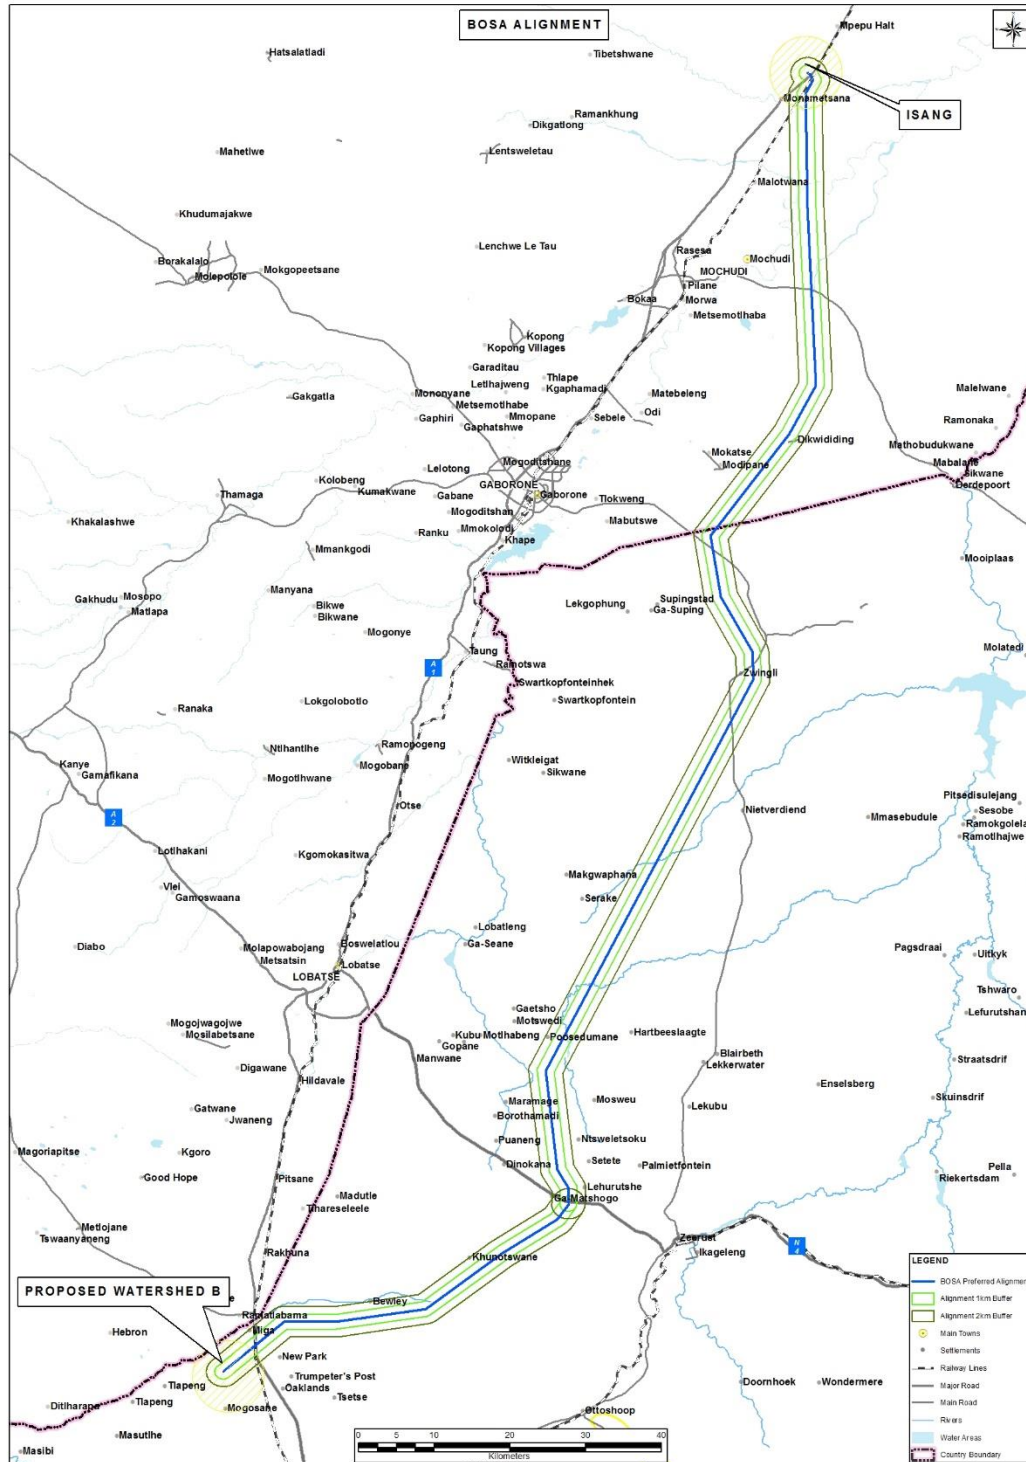 BOSA ALIGNMENT
Mpepu Halt
Hatsalatladi
Tibetshwane
Monametsana
ISANG
Ramankhung
Dikgatlong
Mahetlwe
Lentsweletau
Malotwana
Khudumajakwe
Lenchwe Le Tau
Rasesa
Mochudi
Borakalalo
Mokgopeetsane
Molepolole
MOCHUDI
Pilane
Bokaa
Morwa
Metsemotlhaba
Kopong
Kopong Villages
Garaditau
Thlape
Letlhajweng
Kgaphamadi
Gakgatla
Mononyane
Matebeleng
Malelwane
Metsemotlhabe
Gaphiri
Mmopane
Sebele
Odi
Gaphatshwe
Ramonaka
Dikwididing
Mathobudukwane
Mokatse
Modipane
Mabalane
Mogoditshane
Lelotong
Sikwane
Derdepoort
Kolobeng
Kumakwane
GABORONE
Gaborone
Thamaga
Gabane
Tlokweng
Mogoditshan
Khakalashwe
Mabutswe
Ranku
Mmokolodi
Khape
Mmankgodi
Mooiplaas
Manyana
Mosopo
Gakhudu
Matlapa
Bikwe
Bikwane
Supingstad
Lekgophung
Ga-Suping
Mogonye
Taung
Molatedi
A
1
Ramotswa
Zwingli
Swartkopfonteinhek
Lokgolobotlo
Swartkopfontein
Ranaka
Ntlhantlhe
Ramopogeng
Kanye
Gamafikana
Mogobane
Mogotlhwane
Witkleigat
Sikwane
Otse
Pitsedisulejang
Nietverdiend
Sesobe
A
2
Mmasebudule
Ramokgolela
Ramotlhajwe
Lotlhakani
Kgomokasitwa
Vlei
Gamoswaana
Makgwaphana
Serake
Lobatleng
Diabo
Boswelatlou
Ga-Seane
Molapowabojang
Metsatsin
Pagsdraai
Uitkyk
Lobatse
LOBATSE
Tshwaro
Gaetsho
Lefurutshan
Mogojwagojwe
Motswedi
Mosilabetsane
Kubu
Motlhabeng
Hartbeeslaagte
Gopane
Poosedumane
Manwane
Blairbeth
Straatsdrif
Digawane
Lekkerwater
Hildavale
Enselsberg
Skuinsdrif
Gatwane
Maramage
Mosweu
Lekubu
Jwaneng
Borothamadi
Magoriapitse
Kgoro
Puaneng
Ntsweletsoku
Dinokana
Setete
Palmietfontein
Pella
Good Hope
Pitsane
Riekertsdam
Madutle
Lehurutshe
Ga-Matshogo
Tlhareseleele
Metlojane
Tswaanyaneng
Zeerust
Ikageleng
Rakhuna
Khunotswane
N
4
PROPOSED WATERSHED B
Bewley
Ramatlabama
Miga
Hebron
New Park
Tlapeng
Trumpeter's Post
Oaklands
Tsetse
Doornhoek
Wondermere
Ditlharapa
Tlapeng
Mogosane
Ottoshoop
Masutlhe
Masibi
0 5 10 20 30 40
Kilometers
LEGEND
BOSA Preferred Alignmen
Alignment 1km Buffer
Alignment 2km Buffer
Main Towns
Settlements
Railway Lines
Major Road
Main Road
Rivers
Water Areas
Country Boundary